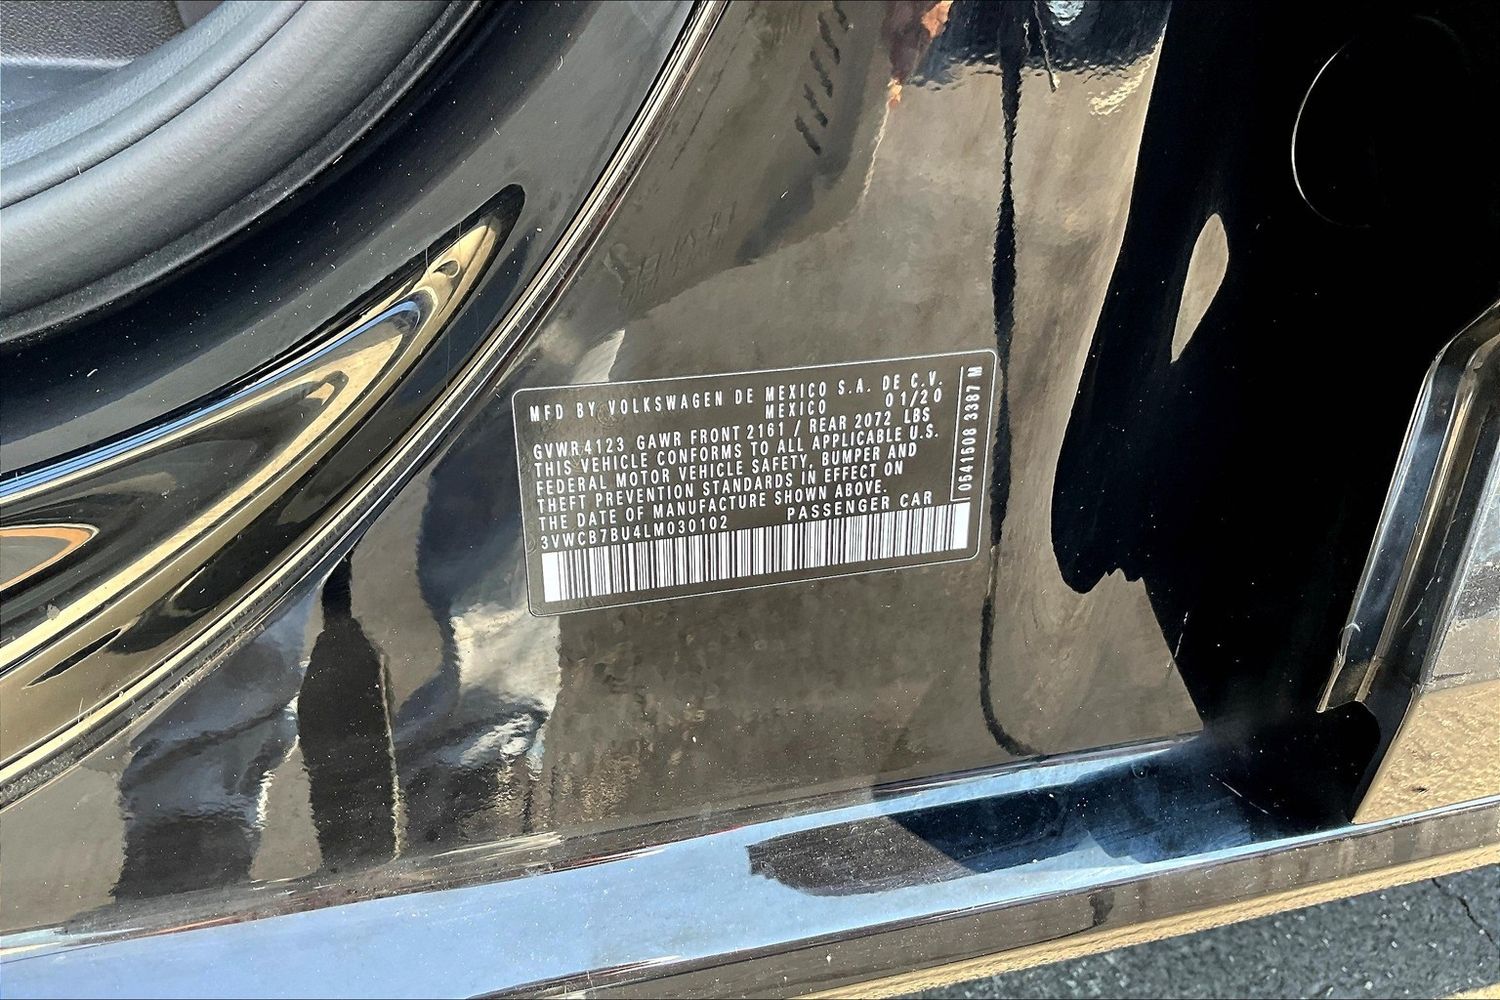 MFD BY VOLKSWAGEN DE MEXICO S.A. DE C.V.
MEXICO 01/20
GVWR 4123 GAWR FRONT 2161 / REAR 2072 LBS
THIS VEHICLE CONFORMS TO ALL APPLICABLE U.S.
FEDERAL MOTOR VEHICLE SAFETY, BUMPER AND
THEFT PREVENTION STANDARDS IN EFFECT ON
THE DATE OF MANUFACTURE SHOWN ABOVE.
3VWCB7BU4LM030102 PASSENGER CAR
0541608 3387 M